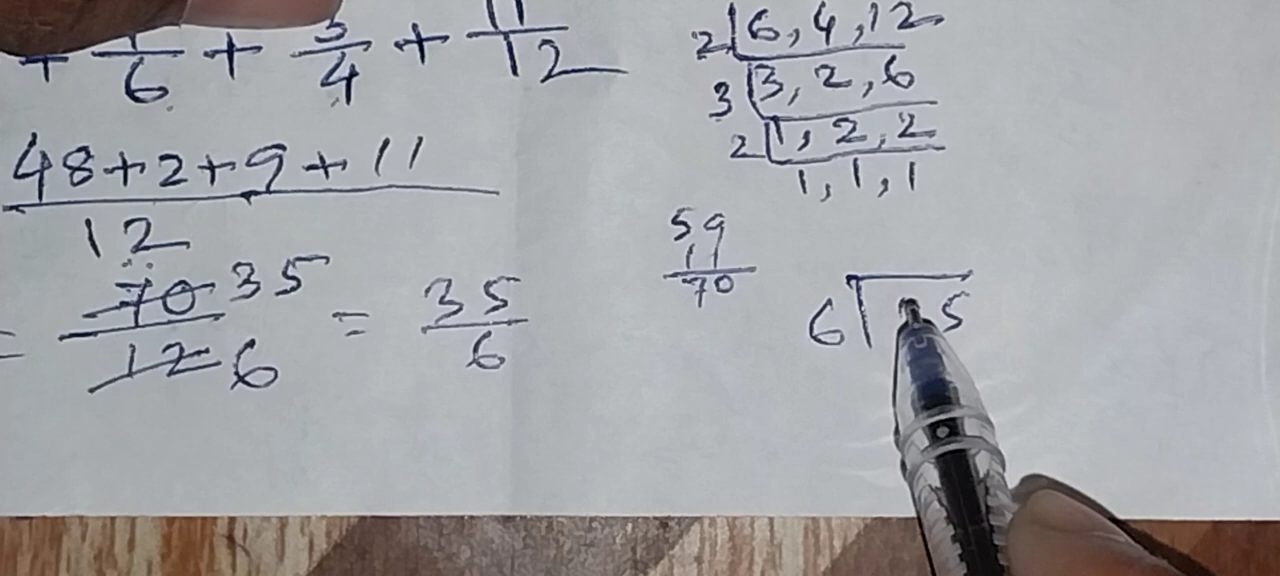 + 1/6 + 3/4 + 11/12
48+2+9+11
12
= 70 35 = 35
12 6 6
2 6, 4, 12
3 3, 2, 6
2 1, 2, 2
1, 1, 1
59
11
70
6 5